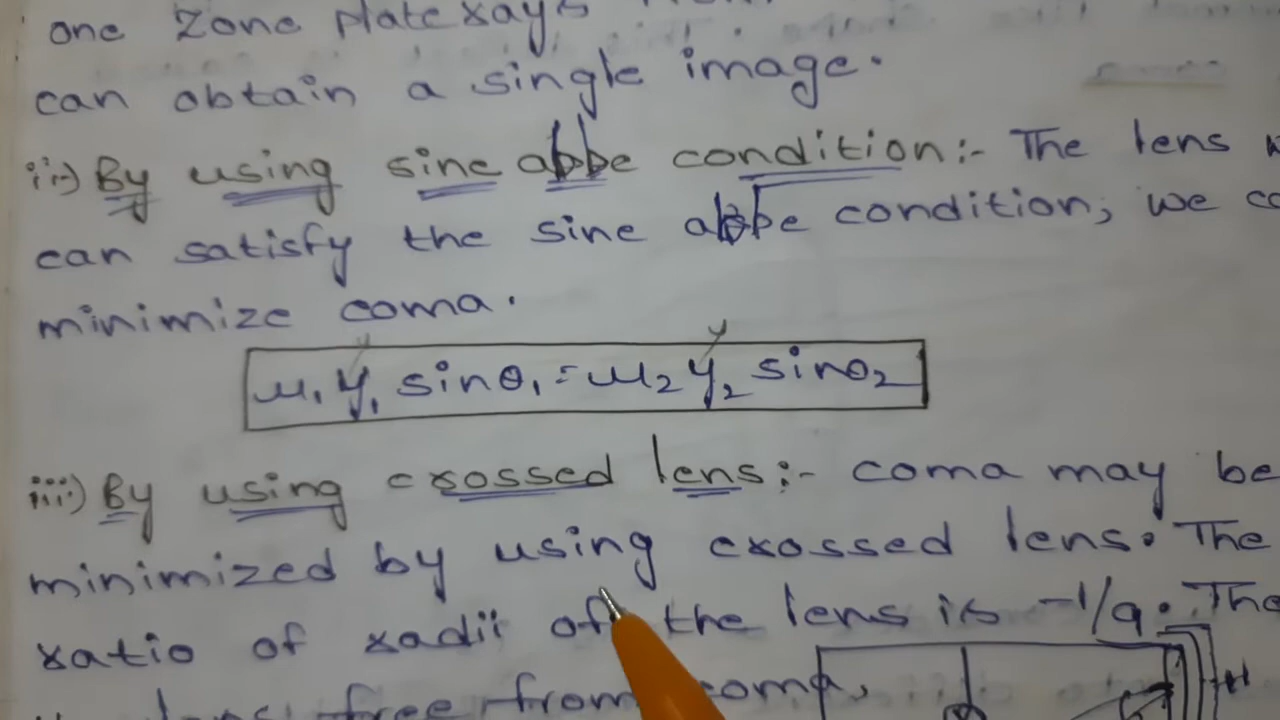 one zone plate rays
can obtain a single image.
ii:) By using sine abbe condition:- The lens
can satisfy the sine abbe condition, we
minimize coma.
μ₁ y₁ sinθ₁ = μ₂ y₂ sinθ₂
iii:) By using crossed lens:- coma may be
minimized by using crossed lens. The
ratio of radii of the lens is -1/9. The
free from coma,